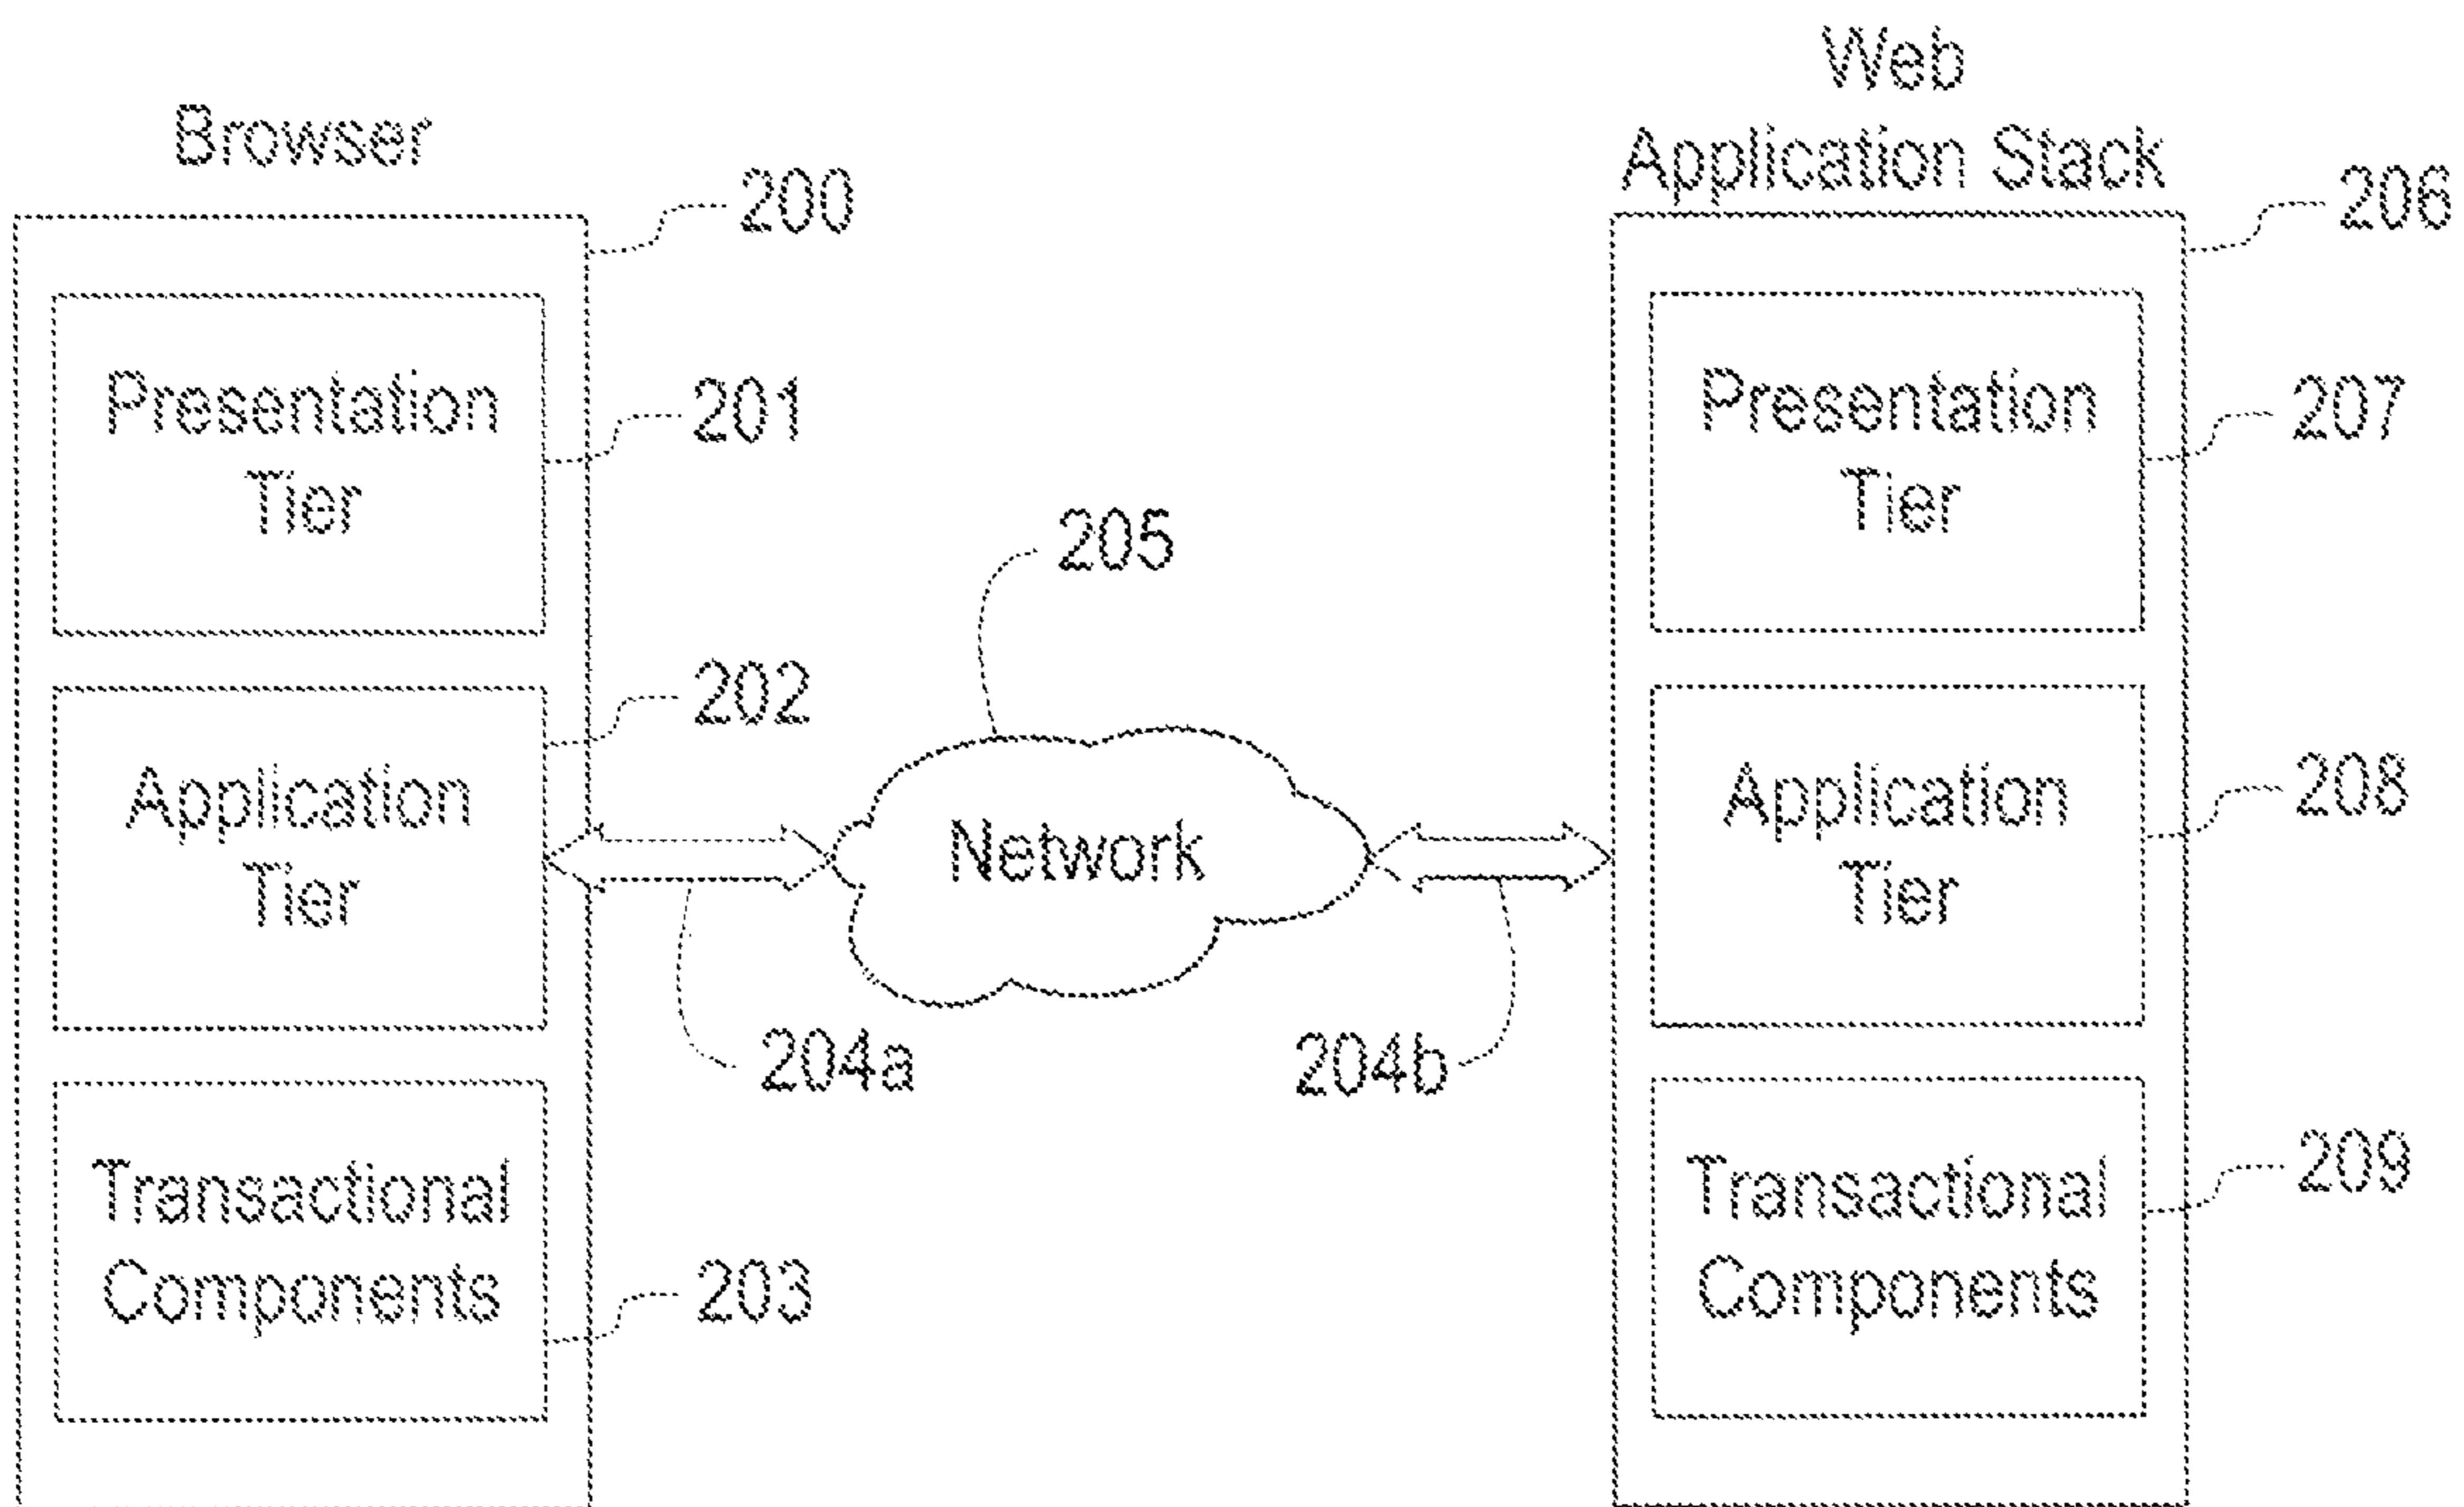 Browser
200
Presentation
Tier
201
Application
Tier
202
Transactional
Components
203
204a
205
Network
204b
Web
Application Stack
206
Presentation
Tier
207
Application
Tier
208
Transactional
Components
209